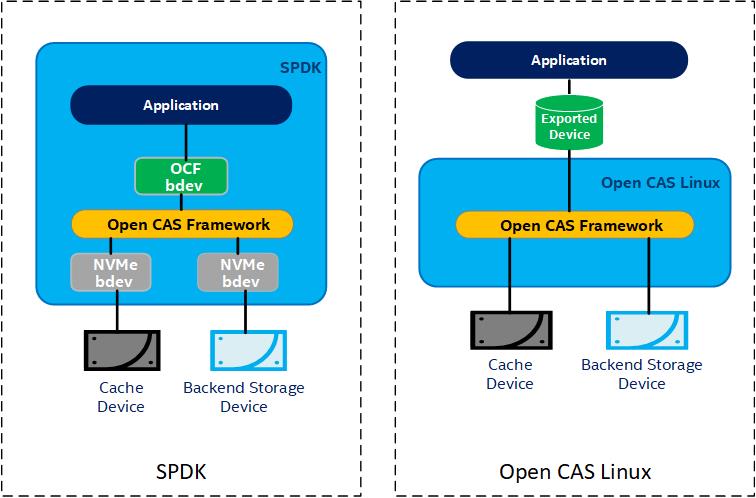 SPDK
Application
OCF
bdev
Open CAS Framework
NVMe
bdev
NVMe
bdev
Cache
Device
Backend Storage
Device
SPDK
Application
Exported
Device
Open CAS Linux
Open CAS Framework
Cache
Device
Backend Storage
Device
Open CAS Linux